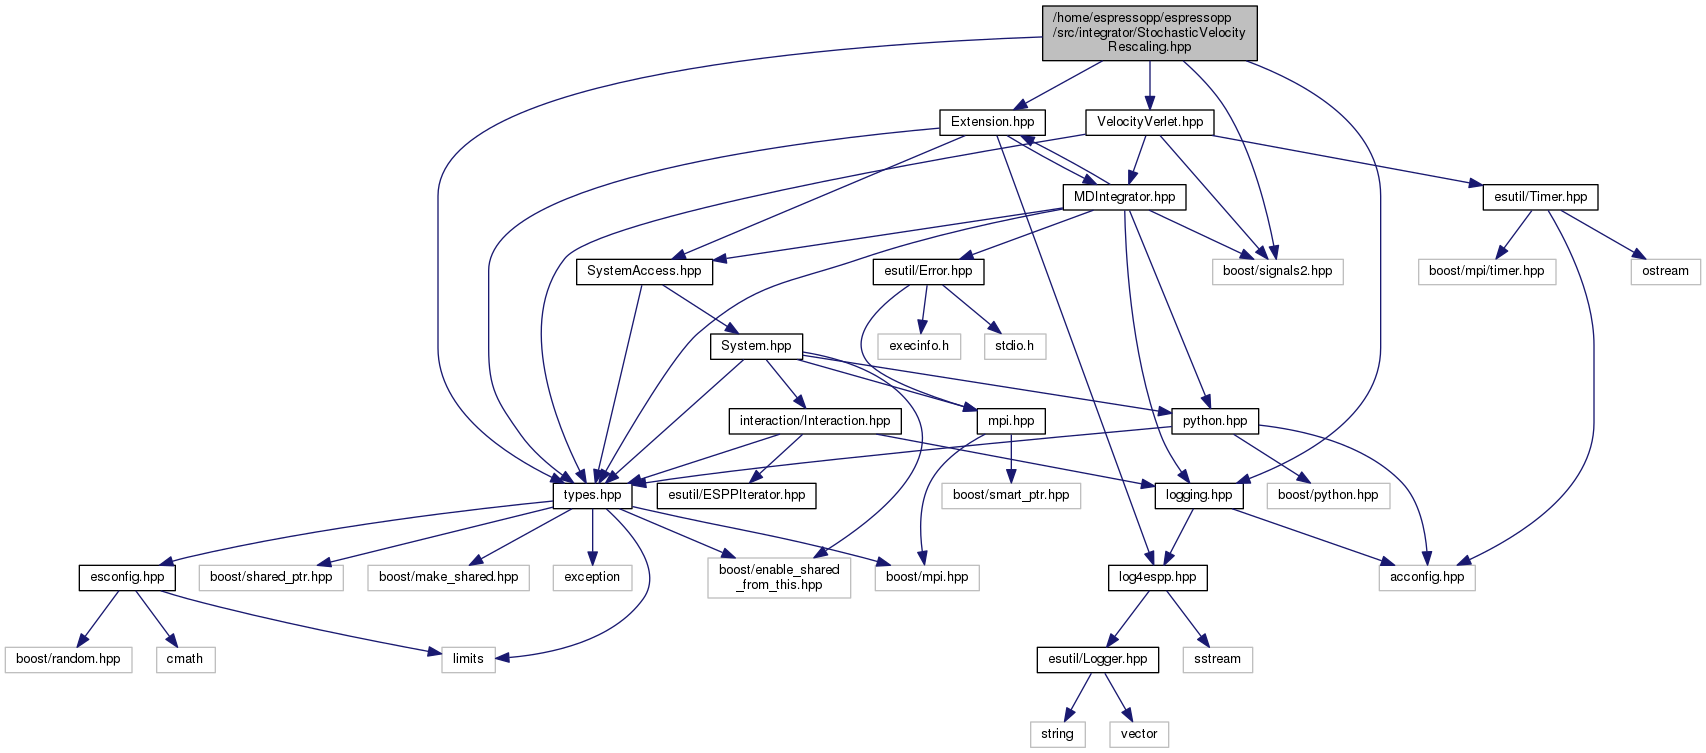 /home/espressopp/espressopp
/src/integrator/StochasticVelocity
Rescaling.hpp
Extension.hpp
VelocityVerlet.hpp
MDIntegrator.hpp
esutil/Timer.hpp
SystemAccess.hpp
esutil/Error.hpp
boost/signals2.hpp
boost/mpi/timer.hpp
ostream
System.hpp
execinfo.h
stdio.h
interaction/Interaction.hpp
mpi.hpp
python.hpp
types.hpp
esutil/ESPPIterator.hpp
boost/smart_ptr.hpp
logging.hpp
boost/python.hpp
esconfig.hpp
boost/shared_ptr.hpp
boost/make_shared.hpp
exception
boost/enable_shared
_from_this.hpp
boost/mpi.hpp
log4espp.hpp
acconfig.hpp
boost/random.hpp
cmath
limits
esutil/Logger.hpp
sstream
string
vector